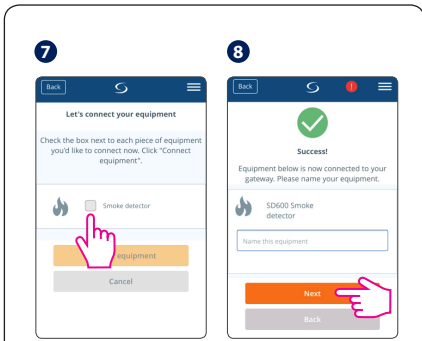 7
8
Back
Let's connect your equipment
Check the box next to each piece of equipment
you'd like to connect now. Click "Connect
equipment".
Smoke detector
equipment
Cancel
Back
!
Success!
Equipment below is now connected to your
gateway. Please name your equipment.
SD600 Smoke
detector
Name this equipment
Next
Back